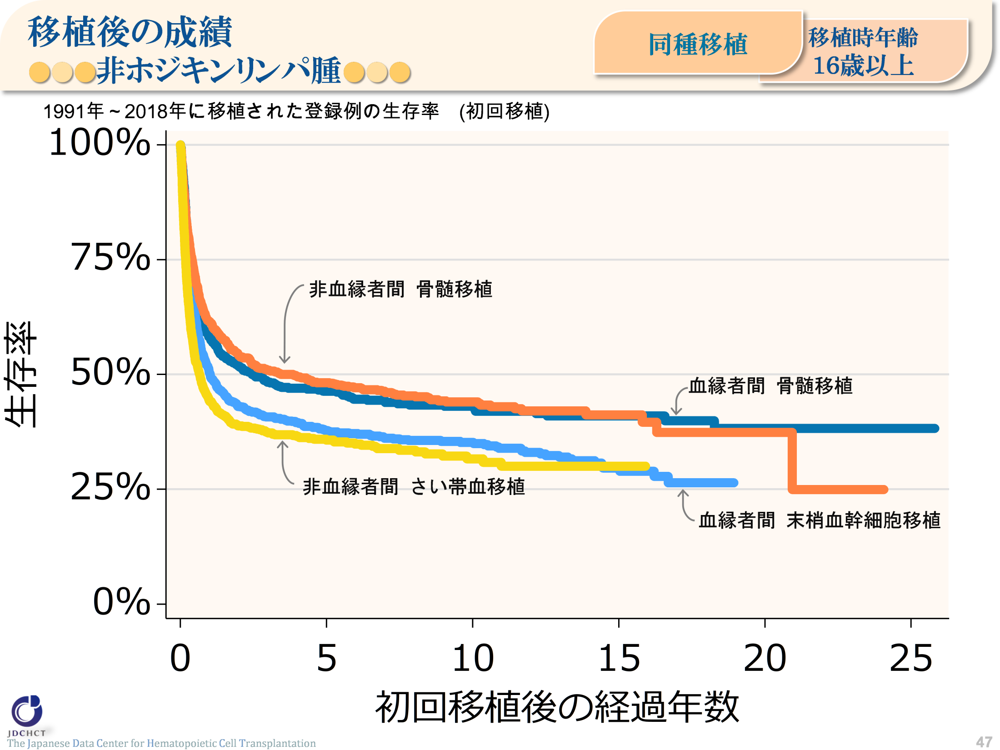 移植後の成績
非ホジキンリンパ腫
同種移植
移植時年齢
16歳以上
1991年～2018年に移植された登録例の生存率　(初回移植)
100%
75%
50%
25%
0%
生存率
非血縁者間 骨髄移植
血縁者間 骨髄移植
非血縁者間 さい帯血移植
血縁者間 末梢血幹細胞移植
0 5 10 15 20 25
初回移植後の経過年数
JDCHCT
The Japanese Data Center for Hematopoietic Cell Transplantation
47